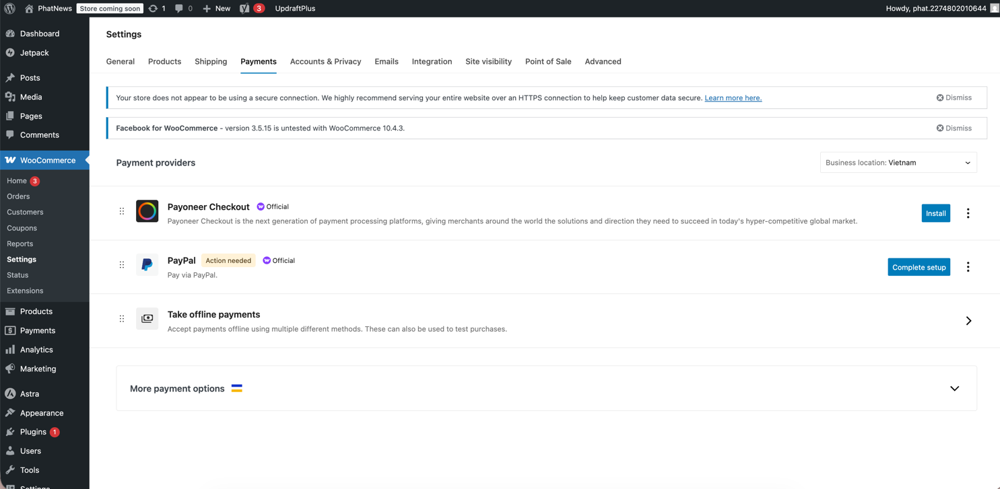 PhatNews
Store coming soon
1
0
New
3
UpdraftPlus
Howdy, phat.2274802010644
Dashboard
Jetpack
Posts
Media
Pages
Comments
WooCommerce
Home 3
Orders
Customers
Coupons
Reports
Settings
Status
Extensions
Products
Payments
Analytics
Marketing
Astra
Appearance
Plugins 1
Users
Tools
Settings
Settings
General Products Shipping Payments Accounts & Privacy Emails Integration Site visibility Point of Sale Advanced
Your store does not appear to be using a secure connection. We highly recommend serving your entire website over an HTTPS connection to help keep customer data secure. Learn more here.
Dismiss
Facebook for WooCommerce - version 3.5.15 is untested with WooCommerce 10.4.3.
Dismiss
Payment providers
Business location: Vietnam
Payoneer Checkout Official
Payoneer Checkout is the next generation of payment processing platforms, giving merchants around the world the solutions and direction they need to succeed in today's hyper-competitive global market.
Install
PayPal Action needed Official
Pay via PayPal.
Complete setup
Take offline payments
Accept payments offline using multiple different methods. These can also be used to test purchases.
More payment options